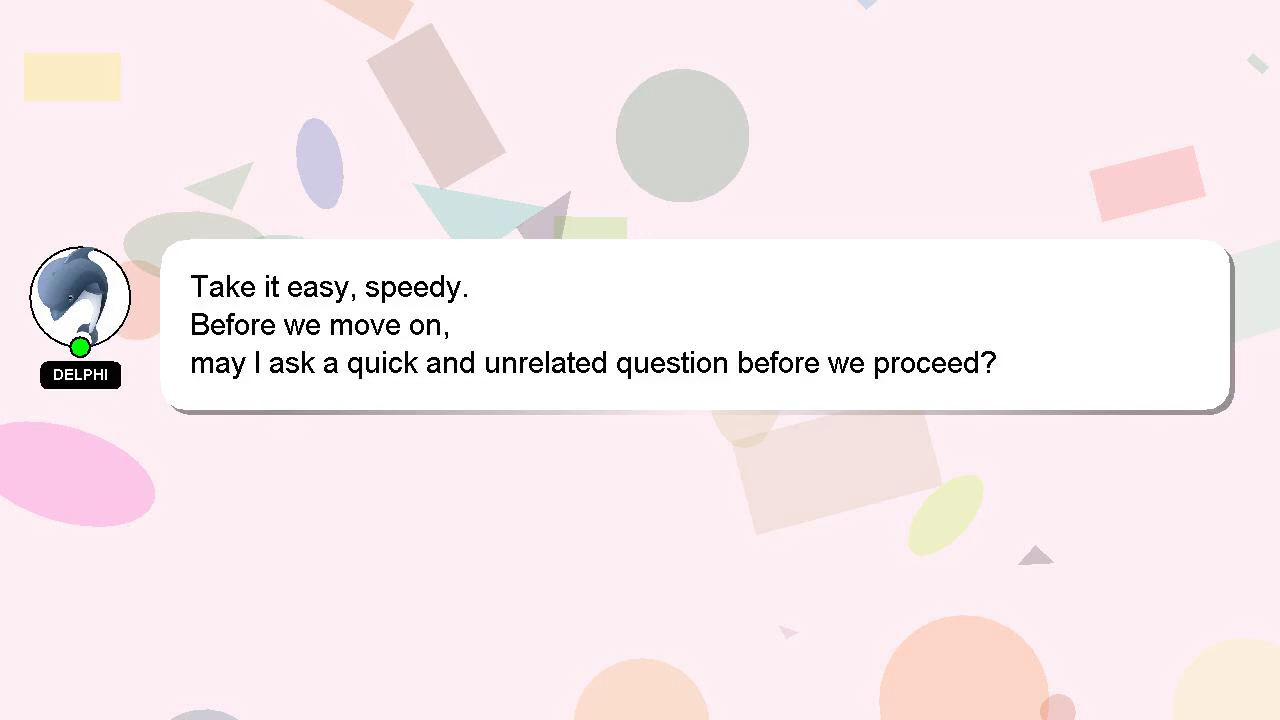 Take it easy, speedy.
Before we move on,
may I ask a quick and unrelated question before we proceed?
DELPHI